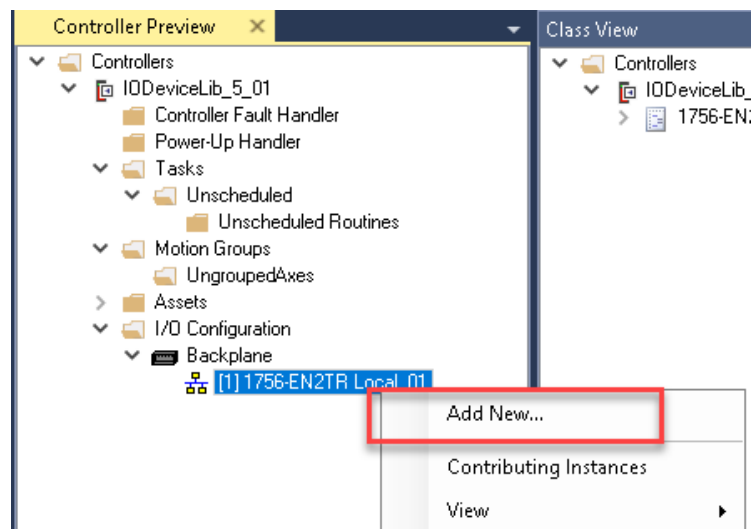 Controller Preview
Controllers
IODeviceLib_5_01
Controller Fault Handler
Power-Up Handler
Tasks
Unscheduled
Unscheduled Routines
Motion Groups
UngroupedAxes
Assets
I/O Configuration
Backplane
[1] 1756-EN2TR Local_01
Class View
Controllers
IODeviceLib_
1756-EN2
Add New...
Contributing Instances
View